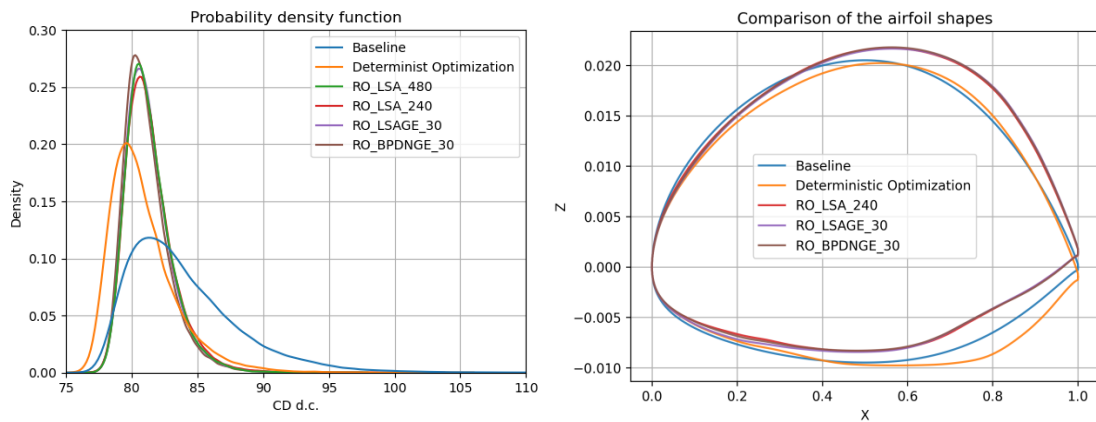 Probability density function
0.30
0.25
0.20
0.15
0.10
0.05
0.00
Density
75
80
85
90
95
100
105
110
CD d.c.
Baseline
Determinist Optimization
RO_LSA_480
RO_LSA_240
RO_LSAGE_30
RO_BPDNGE_30
Comparison of the airfoil shapes
0.020
0.015
0.010
0.005
0.000
−0.005
−0.010
Z
0.0
0.2
0.4
0.6
0.8
1.0
X
Baseline
Deterministic Optimization
RO_LSA_240
RO_LSAGE_30
RO_BPDNGE_30